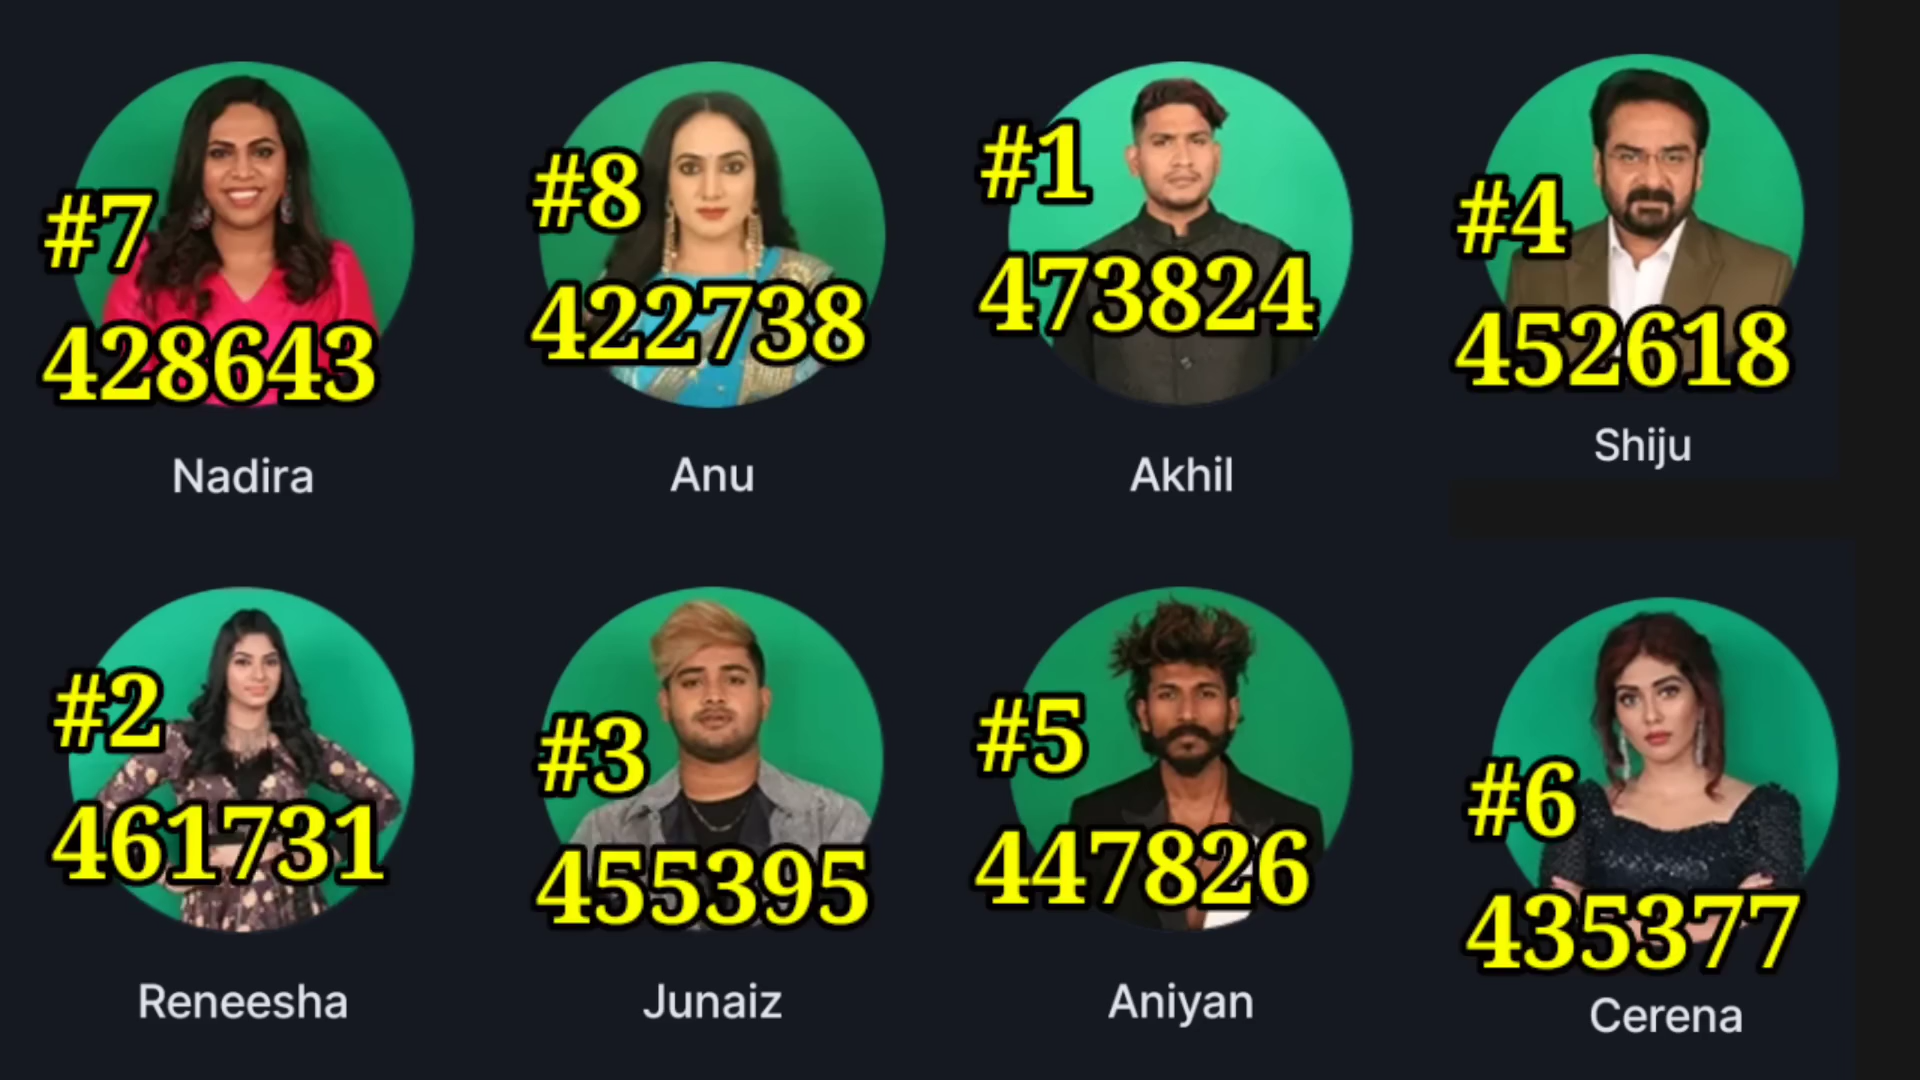 #7
428643
Nadira
#8
422738
Anu
#1
473824
Akhil
#4
452618
Shiju
#2
461731
Reneesha
#3
455395
Junaiz
#5
447826
Aniyan
#6
435377
Cerena